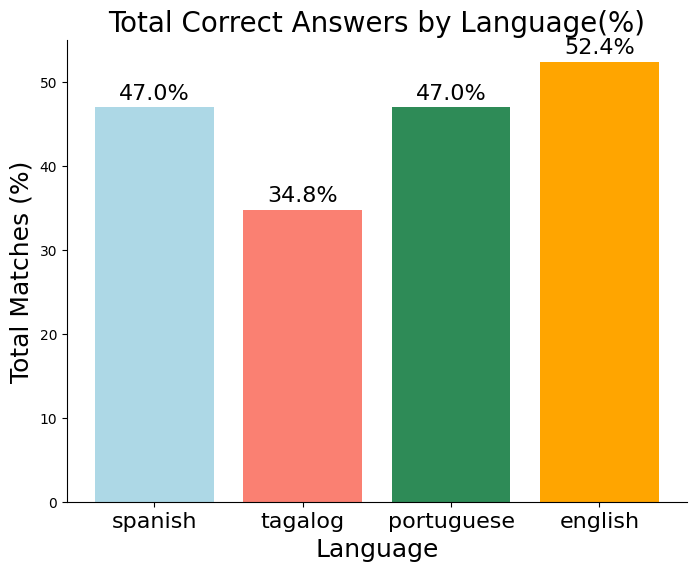 Total Correct Answers by Language(%)
Total Matches (%)
50
40
30
20
10
0
47.0%
34.8%
47.0%
52.4%
spanish
tagalog
portuguese
english
Language